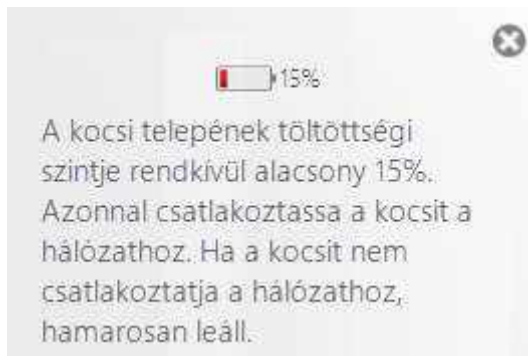 15%
A kocsi telepének töltöttségi
szintje rendkívül alacsony 15%.
Azonnal csatlakoztassa a kocsit a
hálózathoz. Ha a kocsit nem
csatlakoztatja a hálózathoz,
hamarosan leáll.